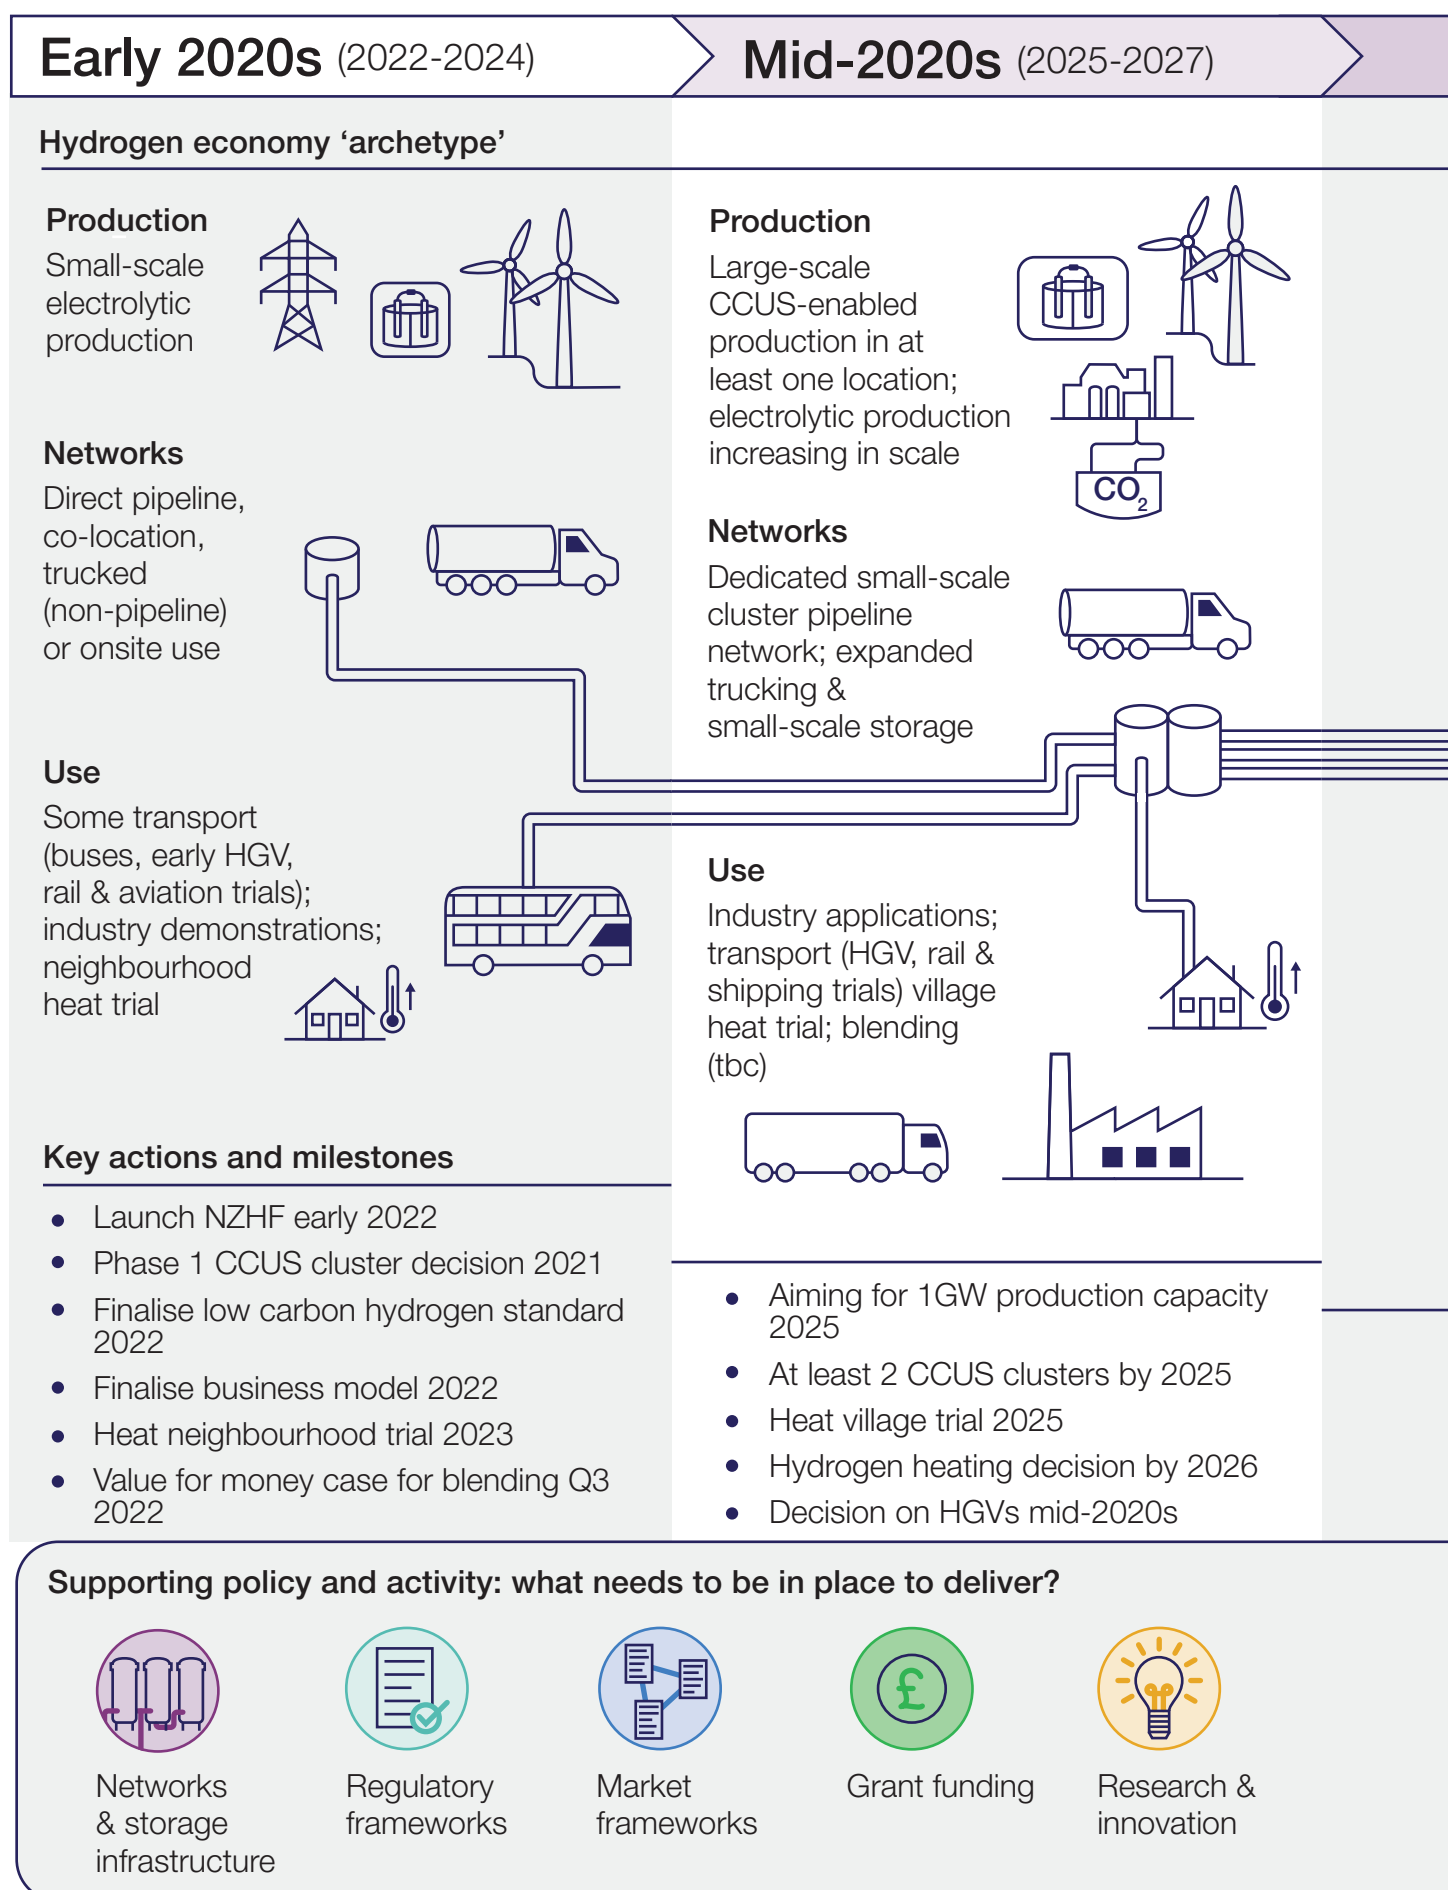 Early 2020s (2022-2024)
Mid-2020s (2025-2027)
Hydrogen economy ‘archetype’
Production
Small-scale
electrolytic
production
Networks
Direct pipeline,
co-location,
trucked
(non-pipeline)
or onsite use
Use
Some transport
(buses, early HGV,
rail & aviation trials);
industry demonstrations;
neighbourhood
heat trial
Production
Large-scale
CCUS-enabled
production in at
least one location;
electrolytic production
increasing in scale
CO₂
Networks
Dedicated small-scale
cluster pipeline
network; expanded
trucking &
small-scale storage
Use
Industry applications;
transport (HGV, rail &
shipping trials) village
heat trial; blending
(tbc)
Key actions and milestones
• Launch NZHF early 2022
• Phase 1 CCUS cluster decision 2021
• Finalise low carbon hydrogen standard
2022
• Finalise business model 2022
• Heat neighbourhood trial 2023
• Value for money case for blending Q3
2022
• Aiming for 1GW production capacity
2025
• At least 2 CCUS clusters by 2025
• Heat village trial 2025
• Hydrogen heating decision by 2026
• Decision on HGVs mid-2020s
Supporting policy and activity: what needs to be in place to deliver?
£
Networks
& storage
infrastructure
Regulatory
frameworks
Market
frameworks
Grant funding
Research &
innovation